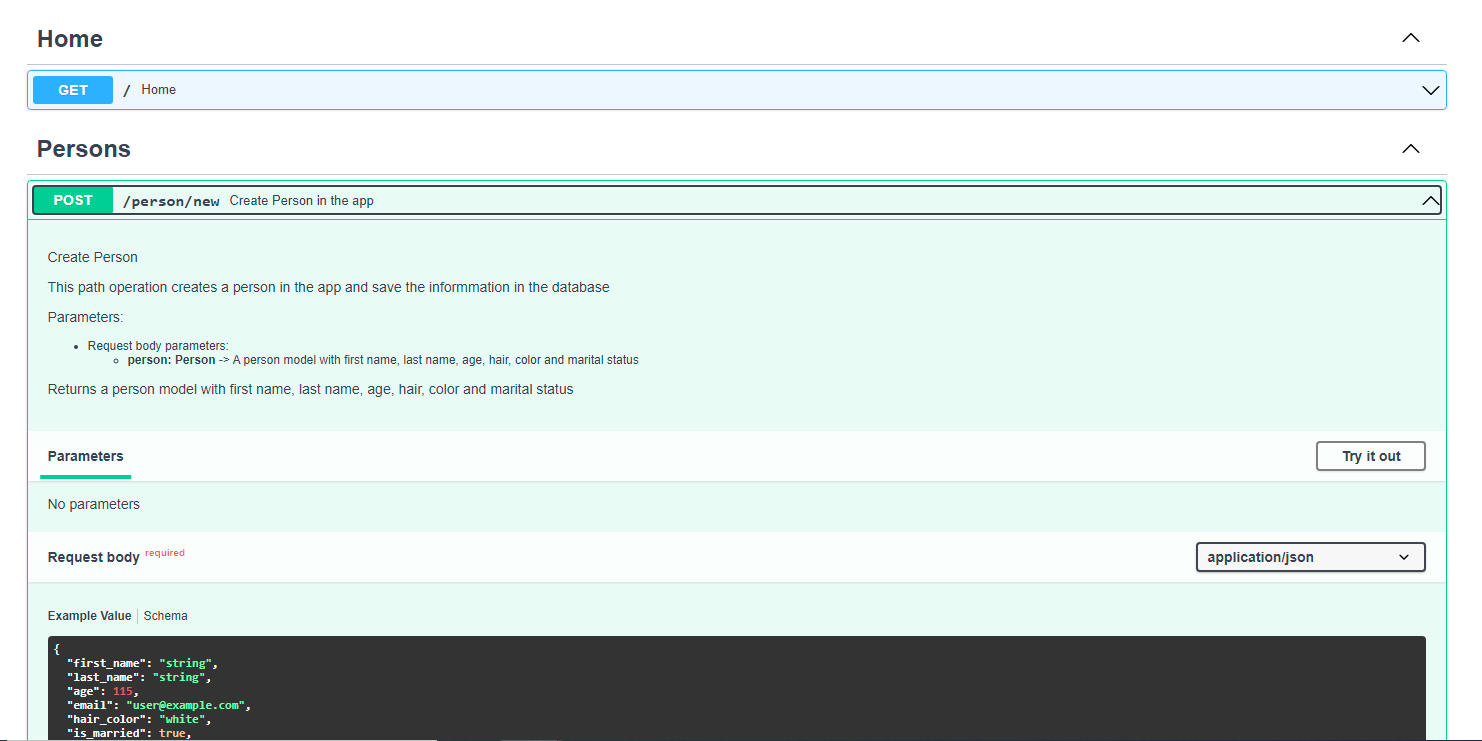 Home
GET / Home
Persons
POST /person/new Create Person in the app
Create Person
This path operation creates a person in the app and save the informmation in the database
Parameters:
Request body parameters:
person: Person -> A person model with first name, last name, age, hair, color and marital status
Returns a person model with first name, last name, age, hair, color and marital status
Parameters Try it out
No parameters
Request body required application/json
Example Value Schema
{
"first_name": "string",
"last_name": "string",
"age": 115,
"email": "user@example.com",
"hair_color": "white",
"is_married": true,